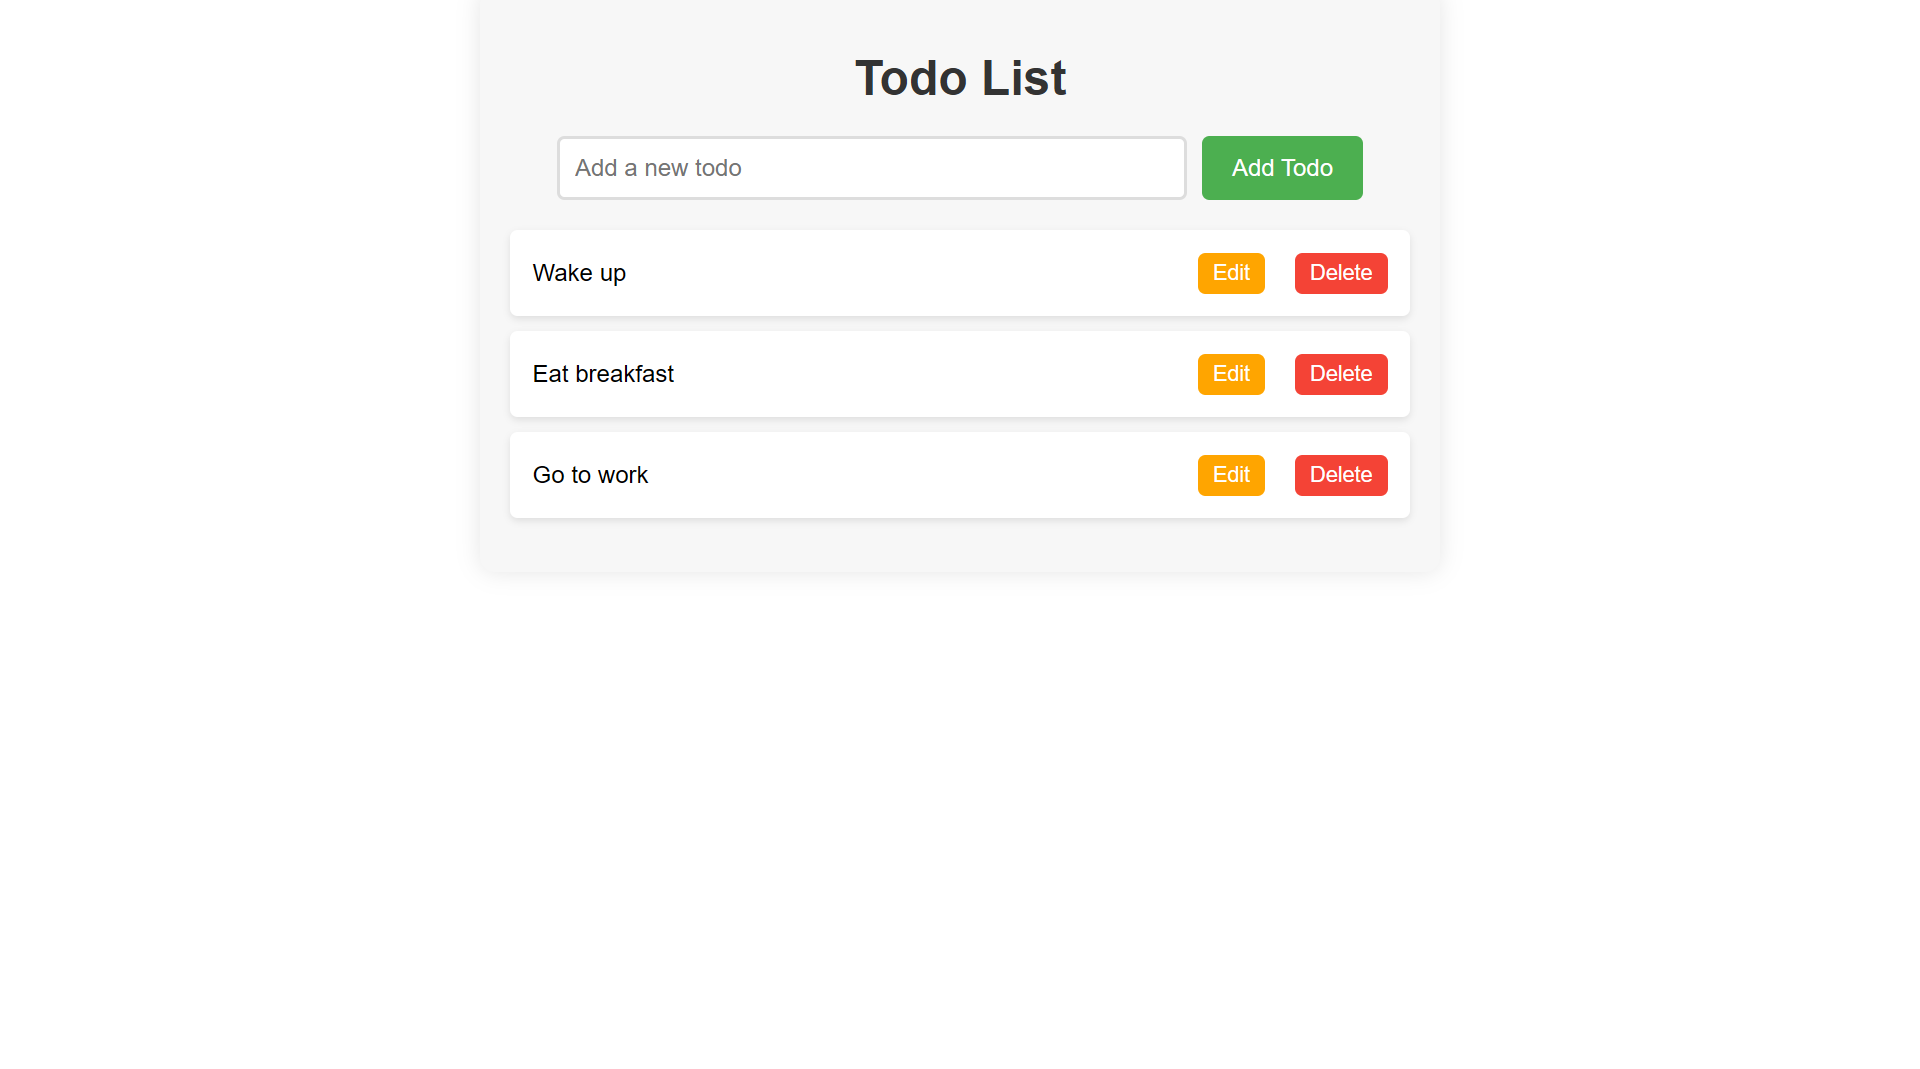 Todo List
Add a new todo Add Todo
Wake up Edit Delete
Eat breakfast Edit Delete
Go to work Edit Delete